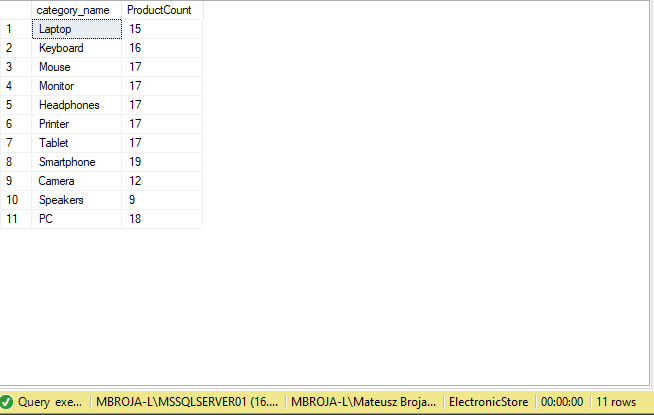 category_name ProductCount
1 Laptop 15
2 Keyboard 16
3 Mouse 17
4 Monitor 17
5 Headphones 17
6 Printer 17
7 Tablet 17
8 Smartphone 19
9 Camera 12
10 Speakers 9
11 PC 18
Query exe... MBROJA-L\MSSQLSERVER01 (16.... MBROJA-L\Mateusz Broja... ElectronicStore 00:00:00 11 rows